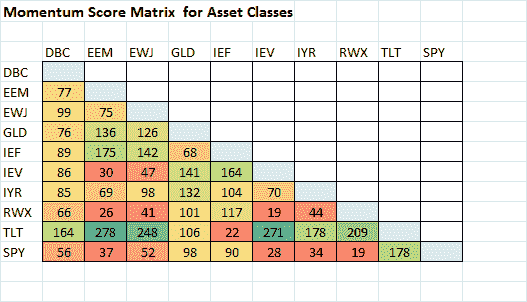 Momentum Score Matrix  for Asset Classes
DBC EEM EWJ GLD IEF IEV IYR RWX TLT SPY
DBC
EEM 77
EWJ 99 75
GLD 76 136 126
IEF 89 175 142 68
IEV 86 30 47 141 164
IYR 85 69 98 132 104 70
RWX 66 26 41 101 117 19 44
TLT 164 278 248 106 22 271 178 209
SPY 56 37 52 98 90 28 34 19 178